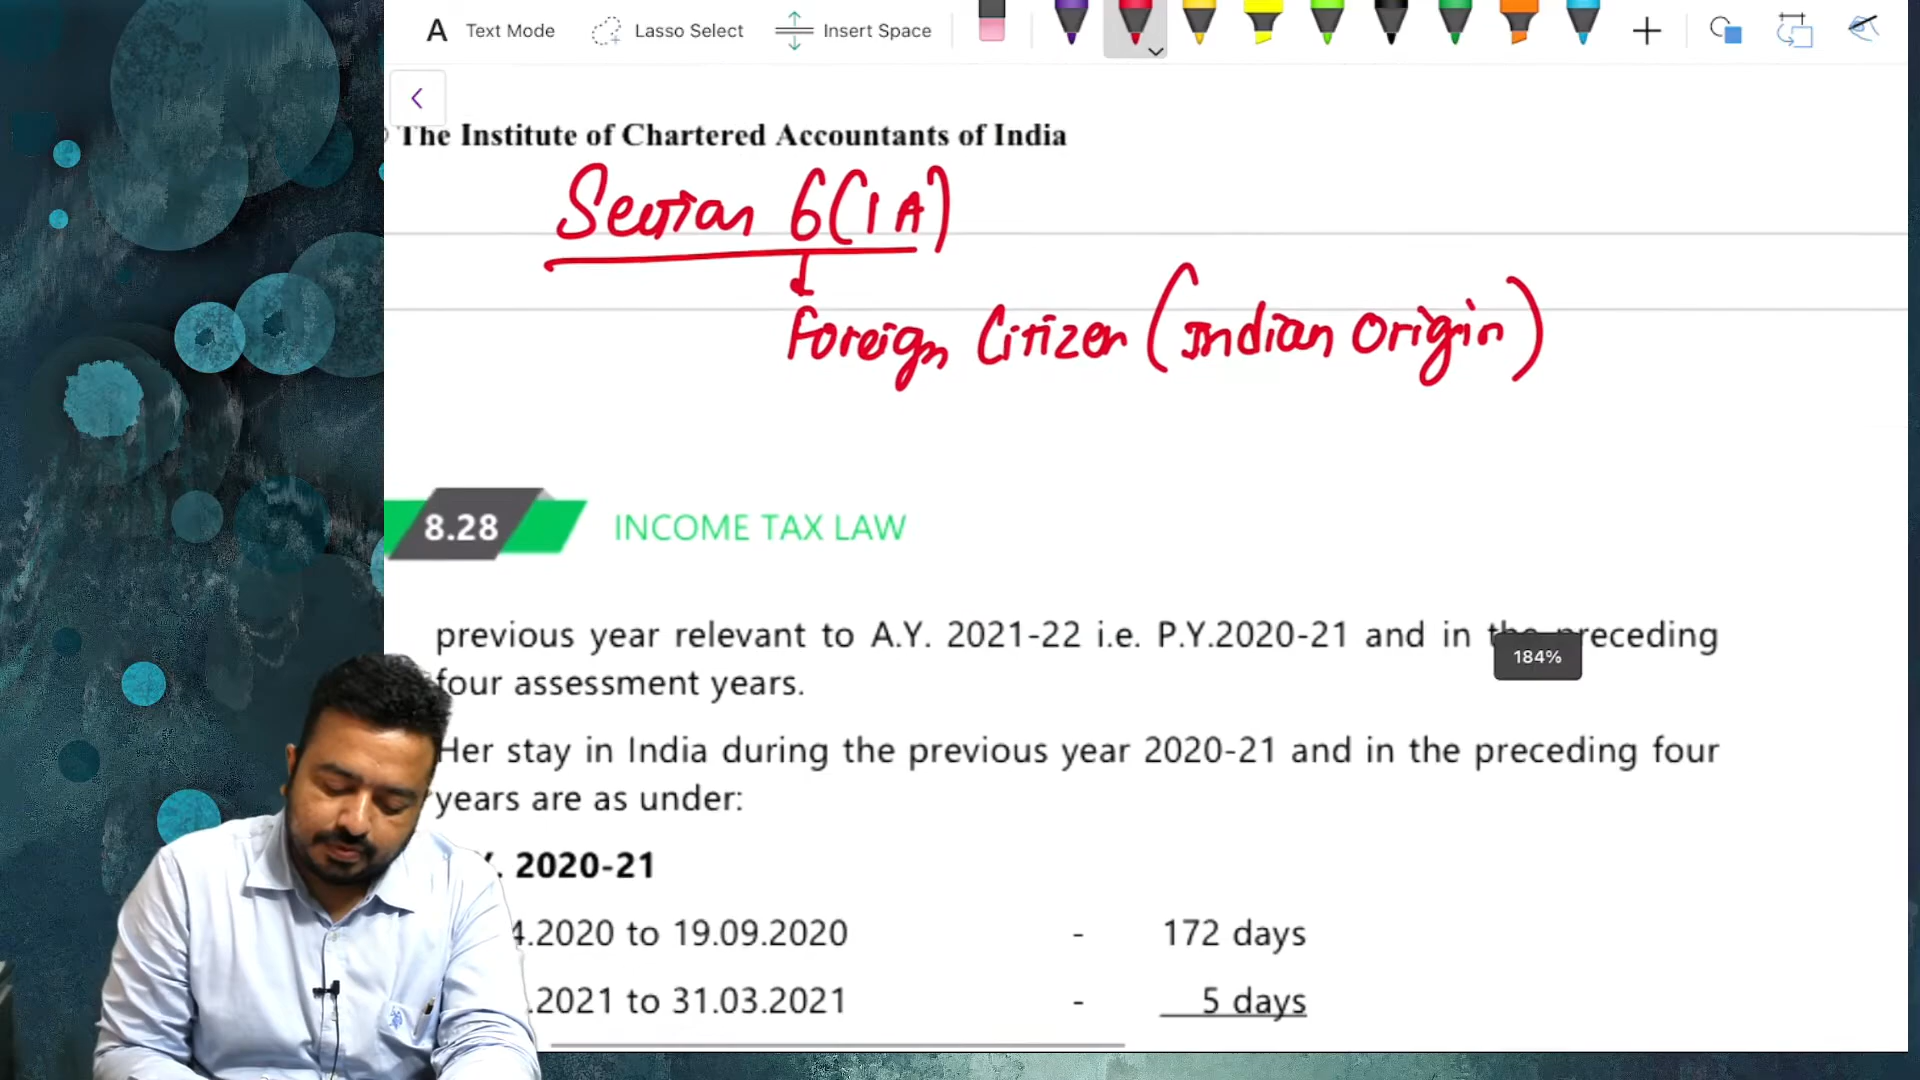 A Text Mode Lasso Select Insert Space
The Institute of Chartered Accountants of India
Section 6(1A)
Foreign Citizen (Indian Origin)
8.28 INCOME TAX LAW
previous year relevant to A.Y. 2021-22 i.e. P.Y.2020-21 and in the preceding
184%
four assessment years.
Her stay in India during the previous year 2020-21 and in the preceding four
years are as under:
. 2020-21
4.2020 to 19.09.2020 - 172 days
.2021 to 31.03.2021 - 5 days